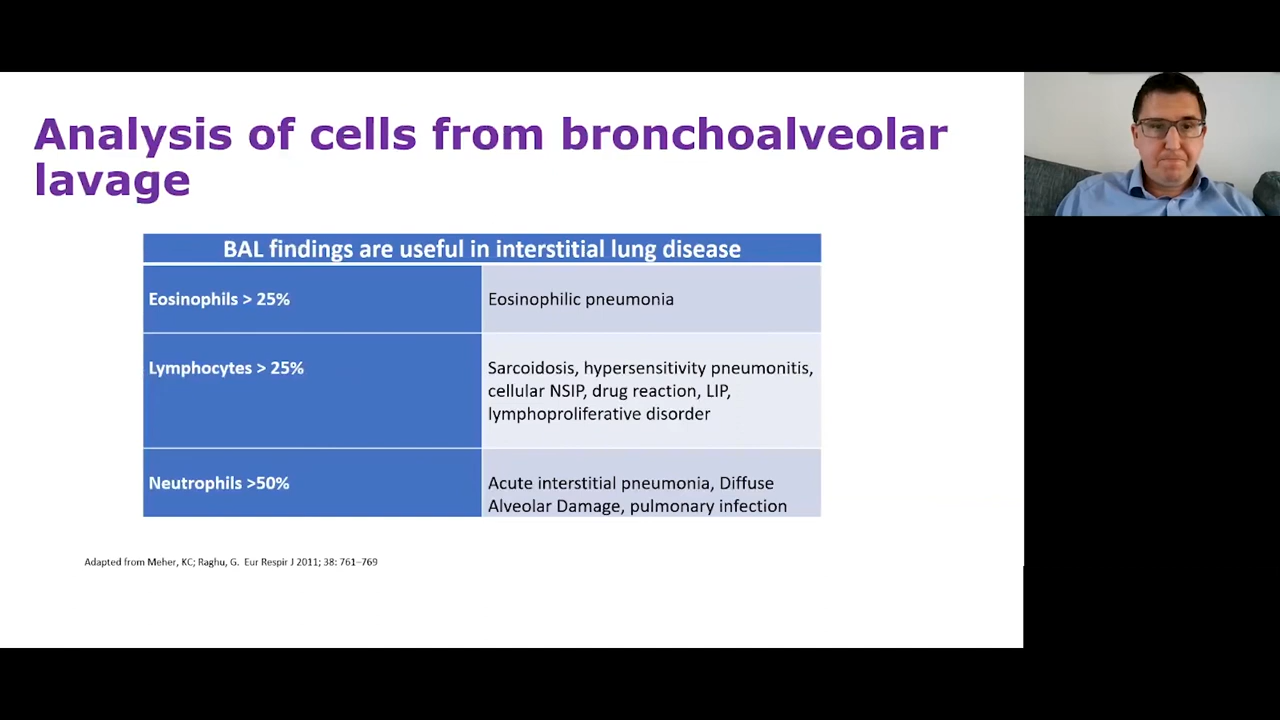 Analysis of cells from bronchoalveolar
lavage
BAL findings are useful in interstitial lung disease
Eosinophils > 25%
Eosinophilic pneumonia
Lymphocytes > 25%
Sarcoidosis, hypersensitivity pneumonitis,
cellular NSIP, drug reaction, LIP,
lymphoproliferative disorder
Neutrophils >50%
Acute interstitial pneumonia, Diffuse
Alveolar Damage, pulmonary infection
Adapted from Meher, KC; Raghu, G. Eur Respir J 2011; 38: 761–769